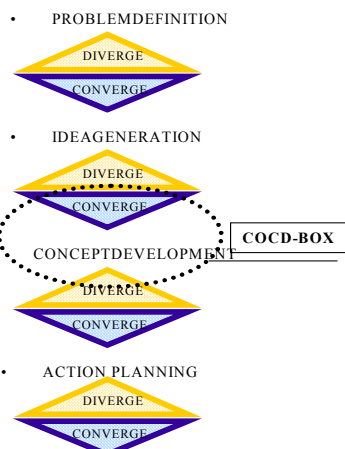 • PROBLEMDEFINITION
DIVERGE
CONVERGE
• IDEAGENERATION
DIVERGE
CONVERGE
COCD-BOX
CONCEPTDEVELOPMENT
DIVERGE
CONVERGE
• ACTION PLANNING
DIVERGE
CONVERGE